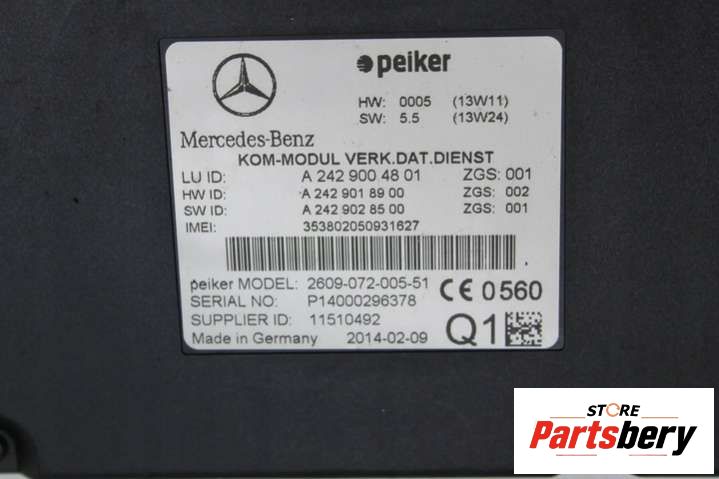 peiker
HW: 0005 (13W11)
SW: 5.5 (13W24)
Mercedes-Benz
KOM-MODUL VERK.DAT.DIENST
LU ID: A 242 900 48 01 ZGS: 001
HW ID: A 242 901 89 00 ZGS: 002
SW ID: A 242 902 85 00 ZGS: 001
IMEI: 353802050931627
peiker MODEL: 2609-072-005-51
SERIAL NO: P14000296378
CE 0560
SUPPLIER ID: 11510492
Made in Germany 2014-02-09
Q1
STORE
Partsbery